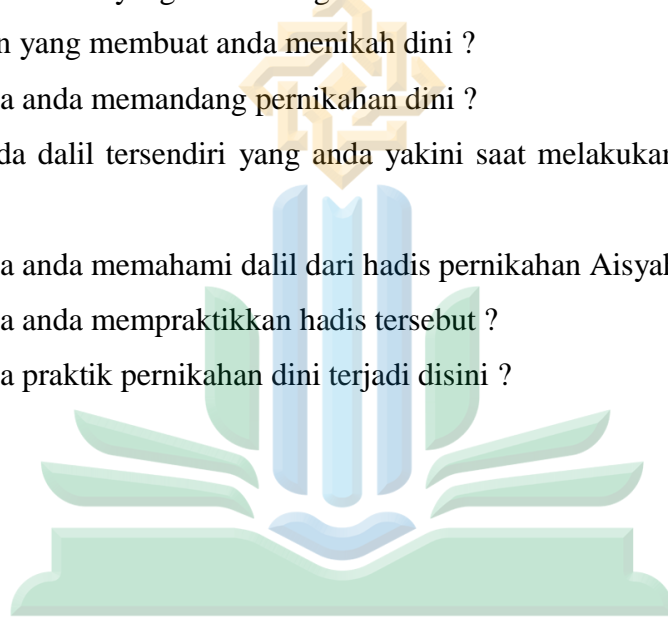 n yang membuat anda menikah dini ?
a anda memandang pernikahan dini ?
da dalil tersendiri yang anda yakini saat melakukan
a anda memahami dalil dari hadis pernikahan Aisyah
a anda mempraktikkan hadis tersebut ?
a praktik pernikahan dini terjadi disini ?